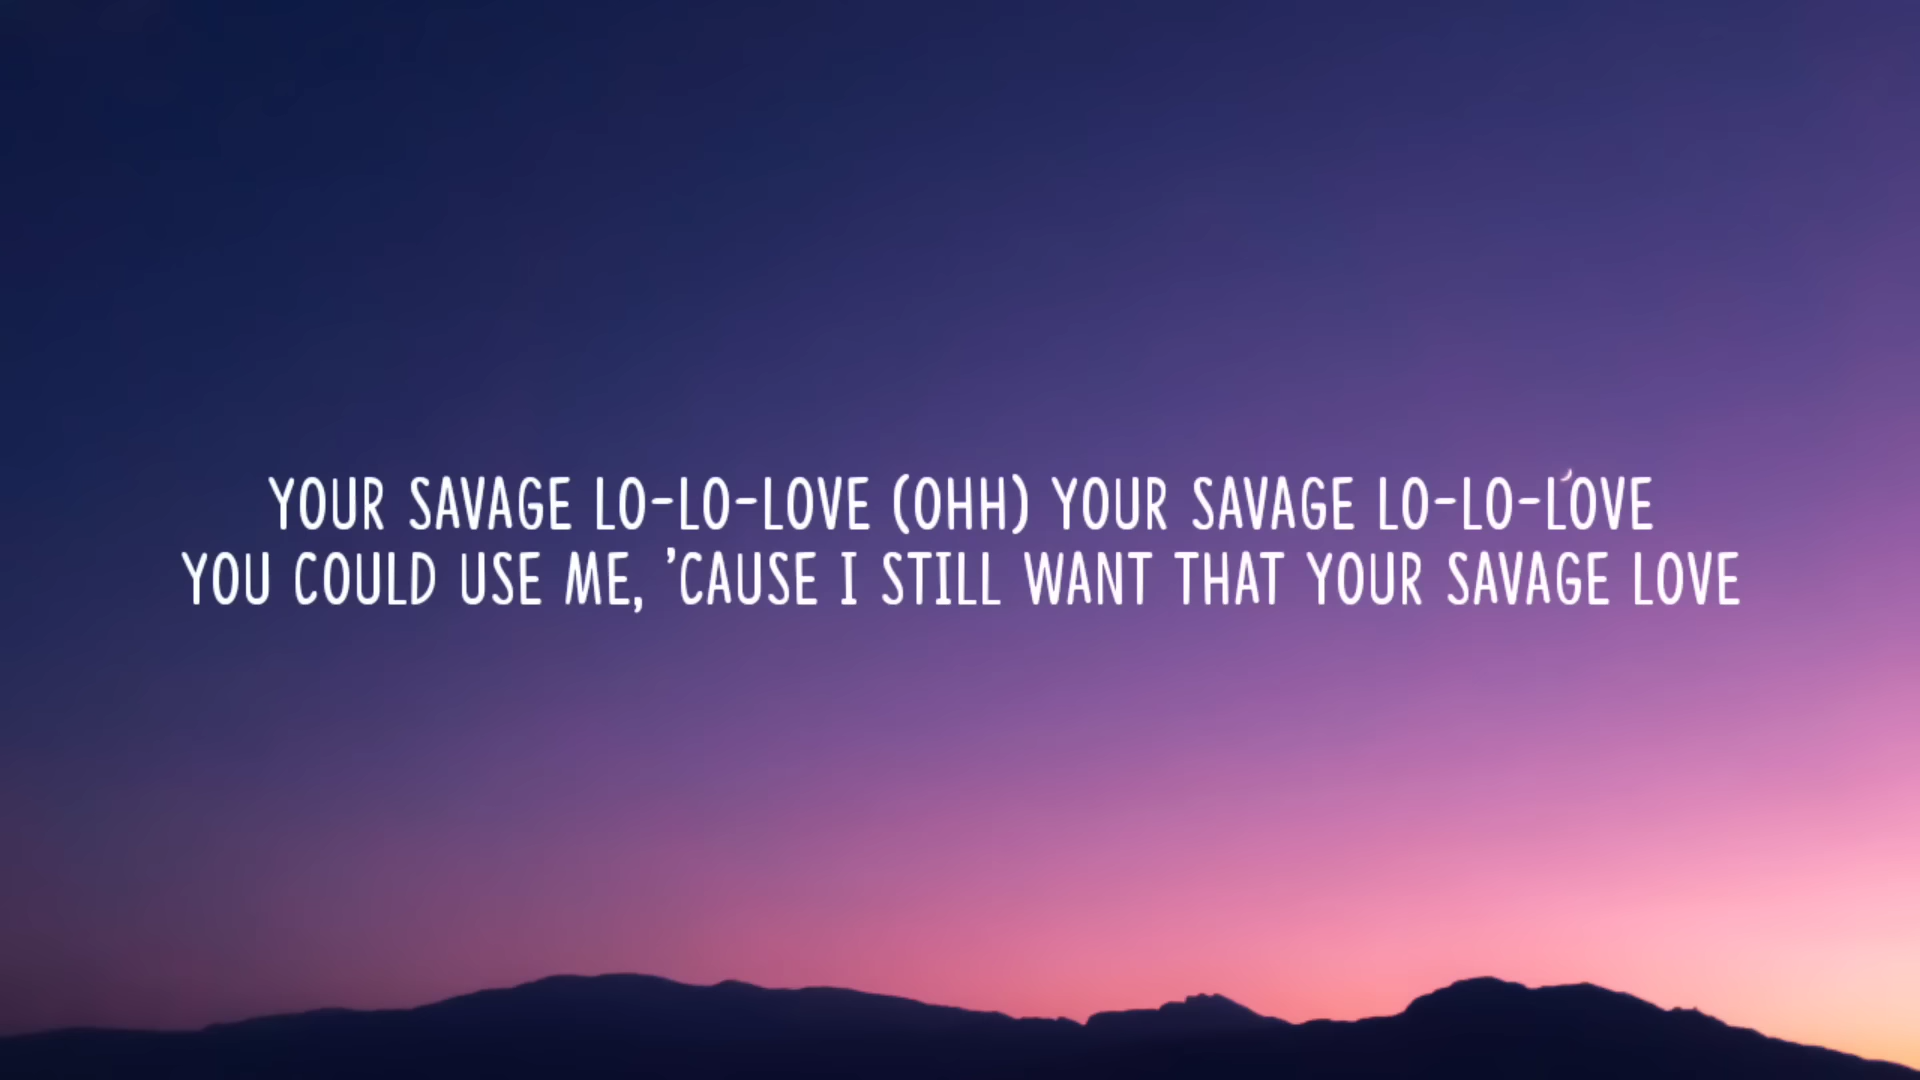 YOUR SAVAGE LO-LO-LOVE (OHH) YOUR SAVAGE LO-LO-LOVE
YOU COULD USE ME, 'CAUSE I STILL WANT THAT YOUR SAVAGE LOVE